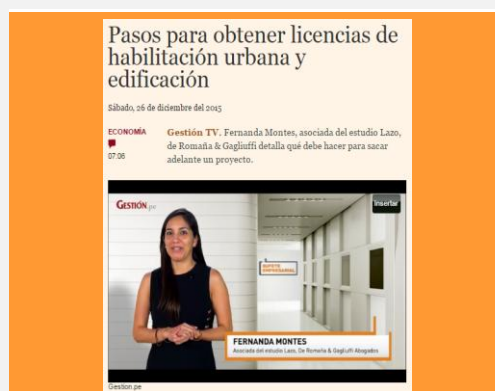 Pasos para obtener licencias de
habilitación urbana y
edificación
Sábado, 26 de diciembre del 2015
ECONOMÍA
07:06
Gestión TV. Fernanda Montes, asociada del estudio Lazo,
de Romaña & Gagliuffi detalla qué debe hacer para sacar
adelante un proyecto.
GESTIÓN.pe
Insertar
BUFETE
EMPRESARIAL
FERNANDA MONTES
Asociada del estudio Lazo, De Romaña & Gagliuffi Abogados
Gestion.pe